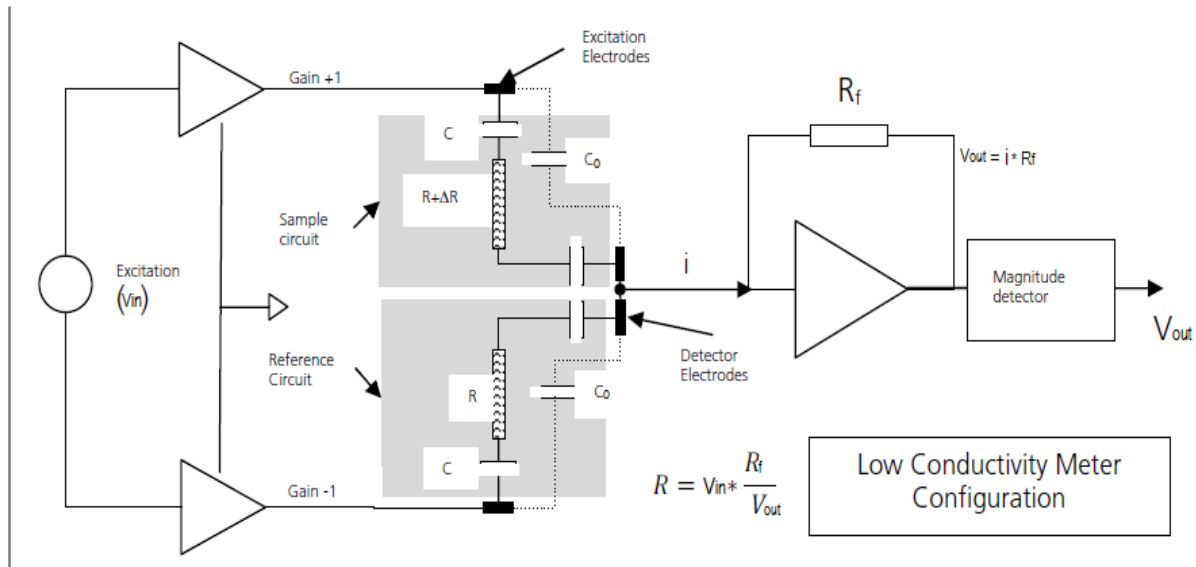 Excitation
Electrodes
Gain +1
Rf
C
C0
Vout = i* Rf
R+ΔR
Sample
circuit
Excitation
(Vin)
i
Magnitude
detector
Vout
Reference
Circuit
Detector
Electrodes
R
C0
C
R = Vin* Rf
Vout
Low Conductivity Meter
Configuration
Gain -1